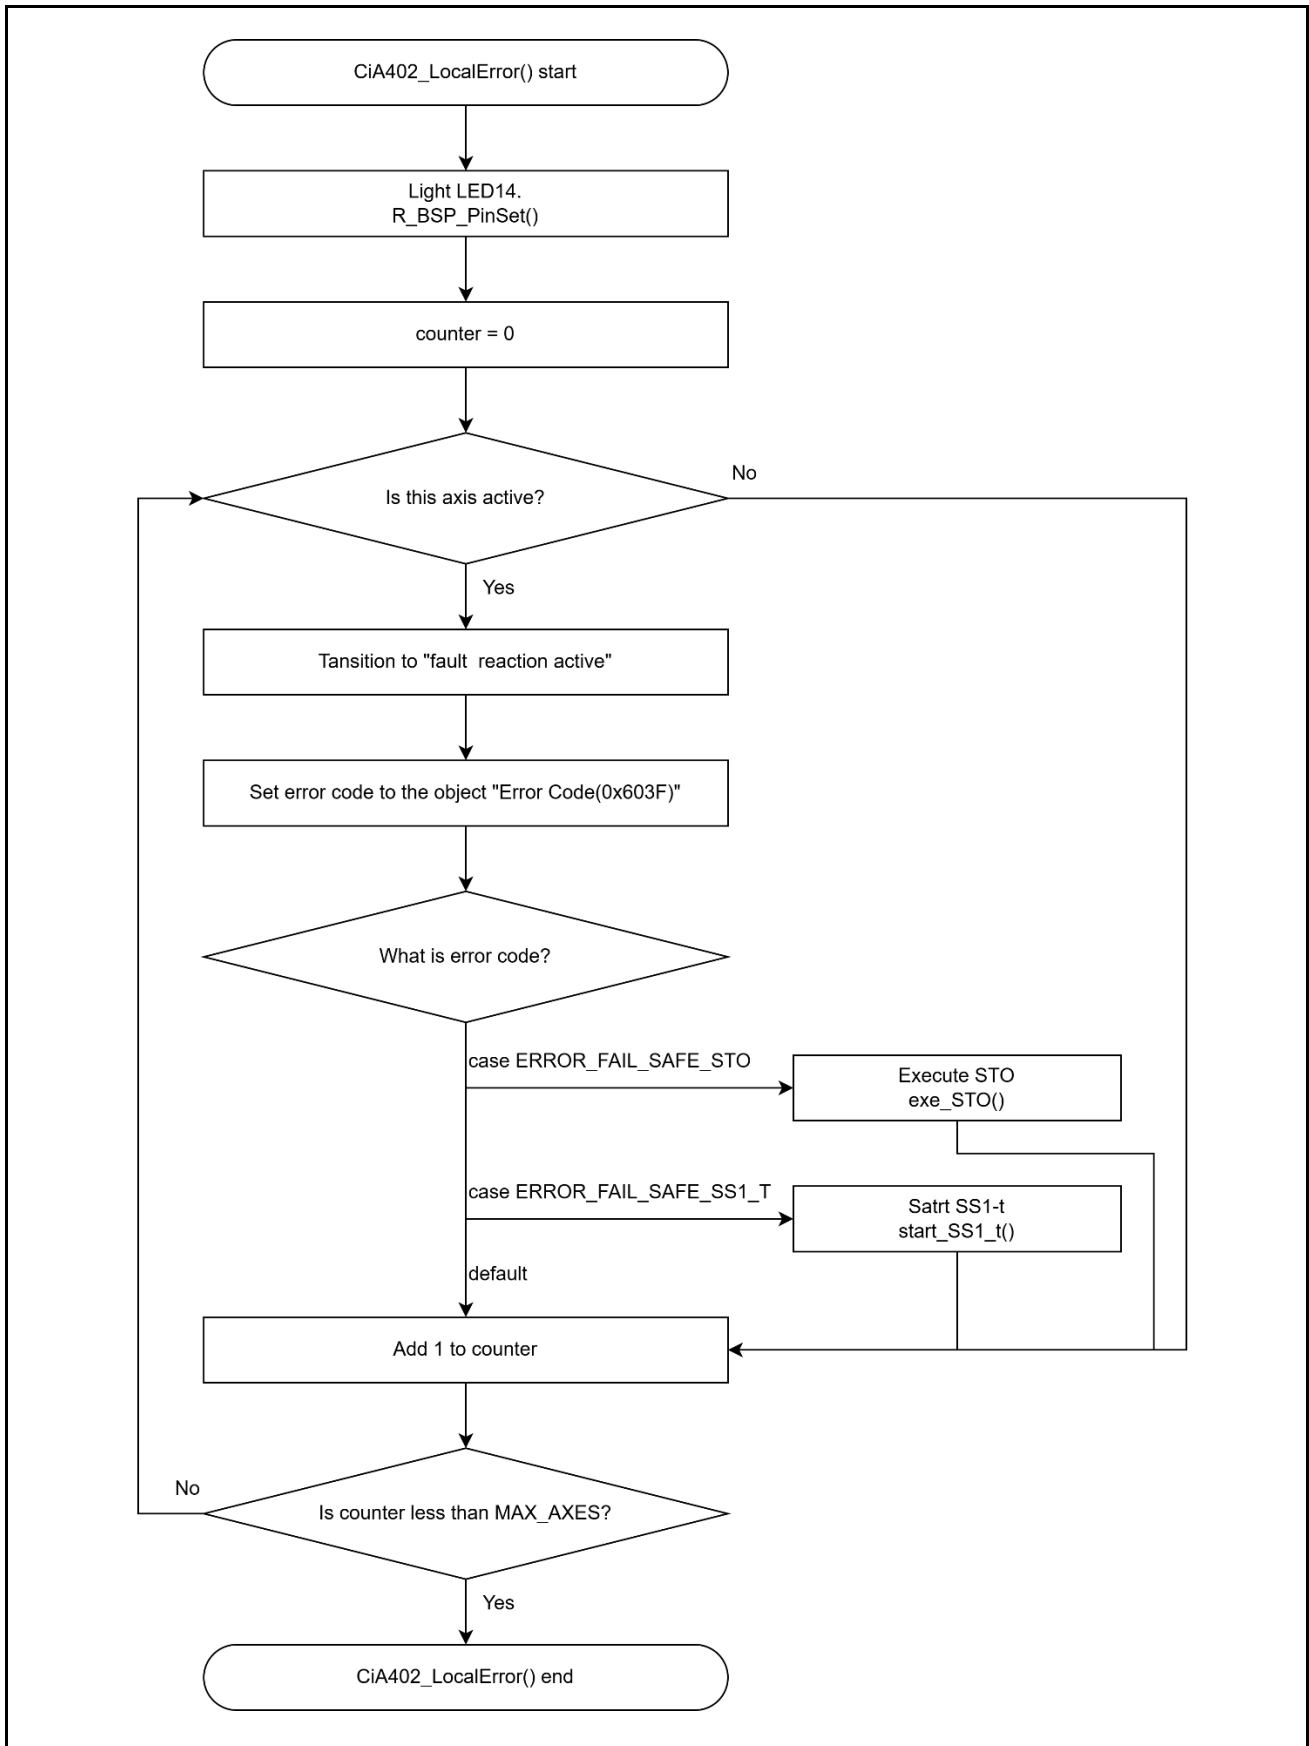 CiA402_LocalError() start
Light LED14.
R_BSP_PinSet()
counter = 0
Is this axis active?
No
Yes
Tansition to "fault  reaction active"
Set error code to the object "Error Code(0x603F)"
What is error code?
case ERROR_FAIL_SAFE_STO
Execute STO
exe_STO()
case ERROR_FAIL_SAFE_SS1_T
Satrt SS1-t
start_SS1_t()
default
Add 1 to counter
Is counter less than MAX_AXES?
No
Yes
CiA402_LocalError() end